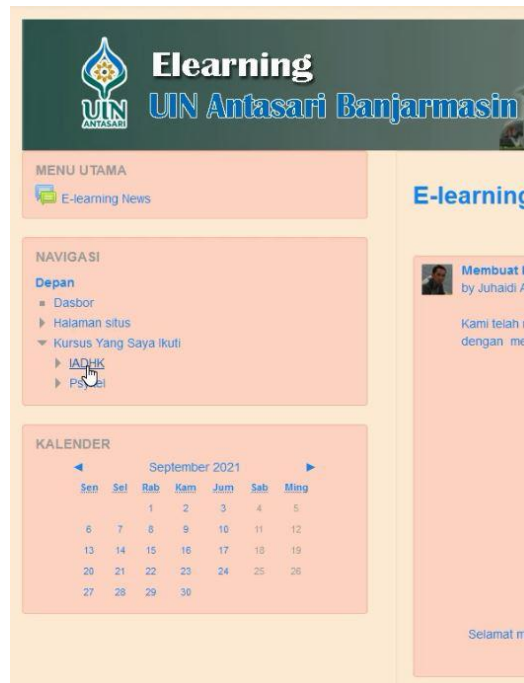 UIN
ANTASARI
Elearning
UIN Antasari Banjarmasin
MENU UTAMA
E-learning News
NAVIGASI
Depan
Dasbor
Halaman situs
Kursus Yang Saya Ikuti
IADHK
KALENDER
September 2021
Sen Sel Rab Kam Jum Sab Ming
1 2 3 4 5
6 7 8 9 10 11 12
13 14 15 16 17 18 19
20 21 22 23 24 25 26
27 28 29 30
E-learning
Membuat
by Juhaidi A
Kami telah
dengan me
Selamat m